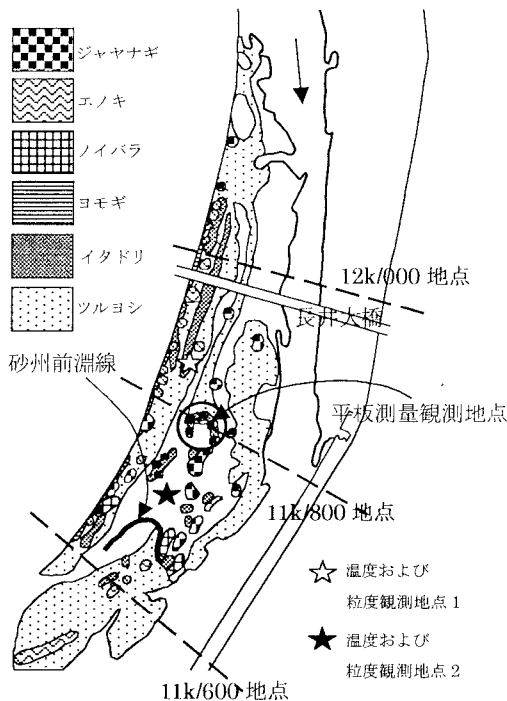 ジャヤナギ
エノキ
ノイバラ
ヨモギ
イタドリ
ツルヨシ
12k/000 地点
長井大橋
砂州前淵線
平板測量観測地点
11k/800 地点
温度および
粒度観測地点 1
温度および
粒度観測地点 2
11k/600 地点